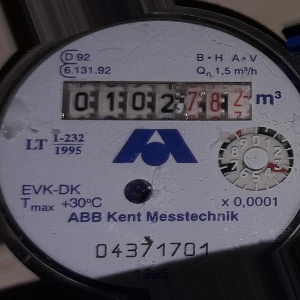 D 92
6.131.92
B · H A · V
Qn 1,5 m³/h
0 1 0 2 7 8 2 m³
LT 1-232
1995
EVK-DK
Tmax +30°C
x 0,0001
ABB Kent Messtechnik
04371701